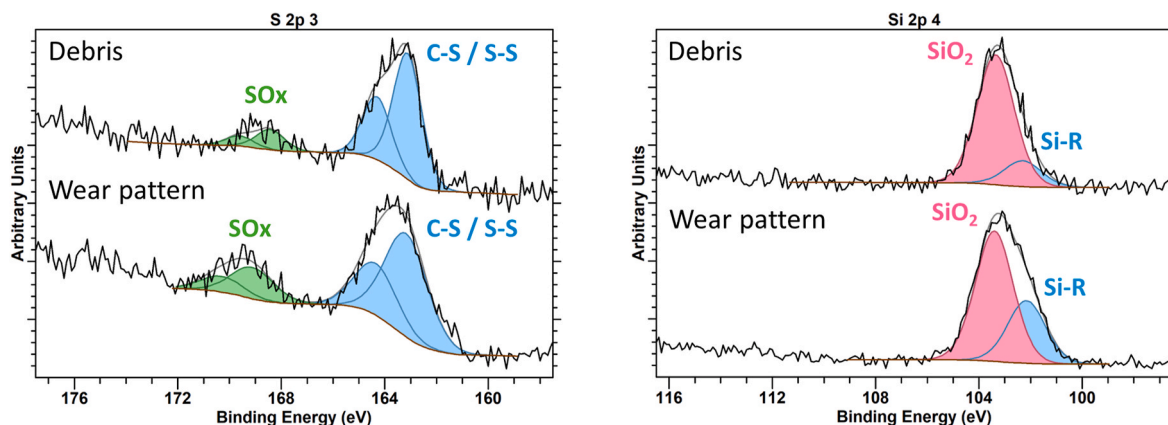 S 2p 3
Debris
C-S / S-S
SOx
Wear pattern
SOx
C-S / S-S
Arbitrary Units
176 172 168 164 160
Binding Energy (eV)
Si 2p 4
Debris
SiO₂
Si-R
Wear pattern
SiO₂
Si-R
Arbitrary Units
116 112 108 104 100
Binding Energy (eV)